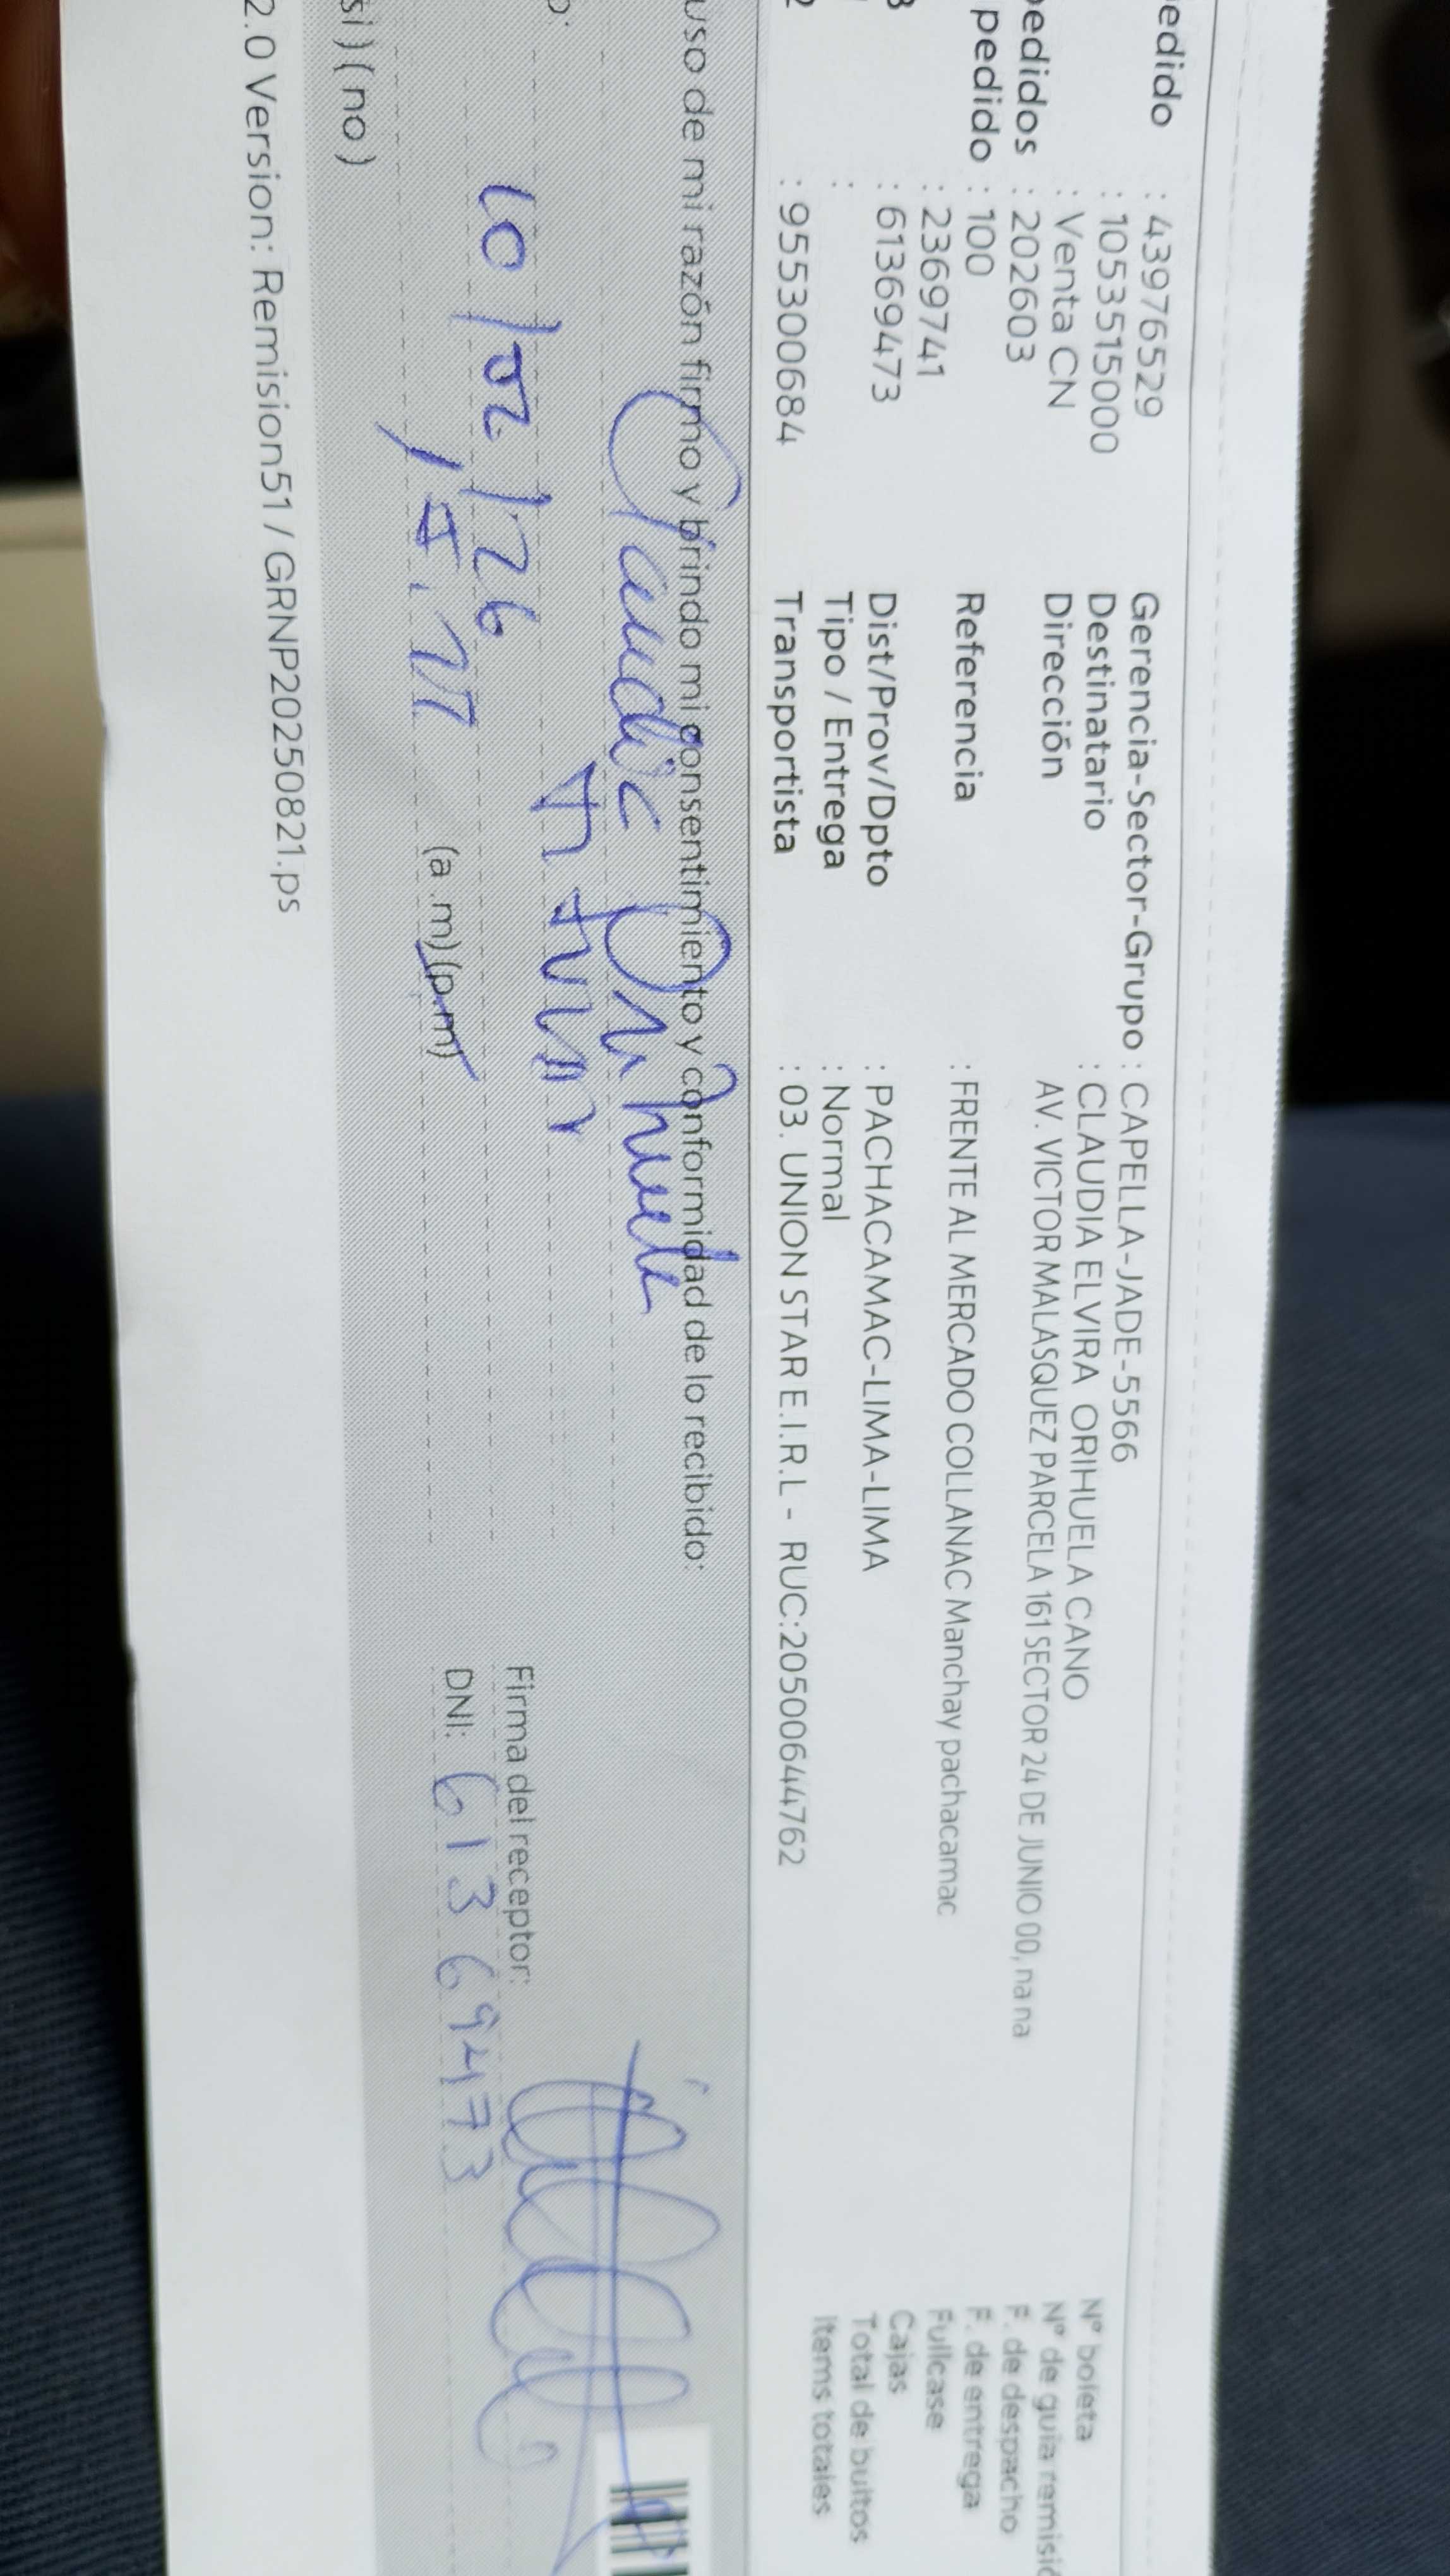 edido : 43976529
: 1053515000 Gerencia-Sector-Grupo : CAPELLA-JADE-5566
: Venta CN Destinatario : CLAUDIA ELVIRA ORIHUELA CANO
pedidos : 202603 Dirección AV. VICTOR MALASQUEZ PARCELA 161 SECTOR 24 DE JUNIO 00, na na
pedido : 100
: 2369741 Referencia : FRENTE AL MERCADO COLLANAC Manchay pachacamac
3 : 61369473 Dist/Prov/Dpto : PACHACAMAC-LIMA-LIMA
: Tipo / Entrega : Normal
2 : 955300684 Transportista : 03. UNION STAR E.I.R.L - RUC:20500644762
Nº boleta
Nº de guia remisió
F. de despacho
F. de entrega
Fullcase
Cajas
Total de bultos
Items totales
uso de mi razón firmo y brindo mi consentimiento y conformidad de lo recibido:
Claudia Orihuela
o:
10/02/26
(a.m)(p.m)
Firma del receptor:
DNI: 61369473
si ) ( no )
2.0 Version: Remision51 / GRNP20250821.ps